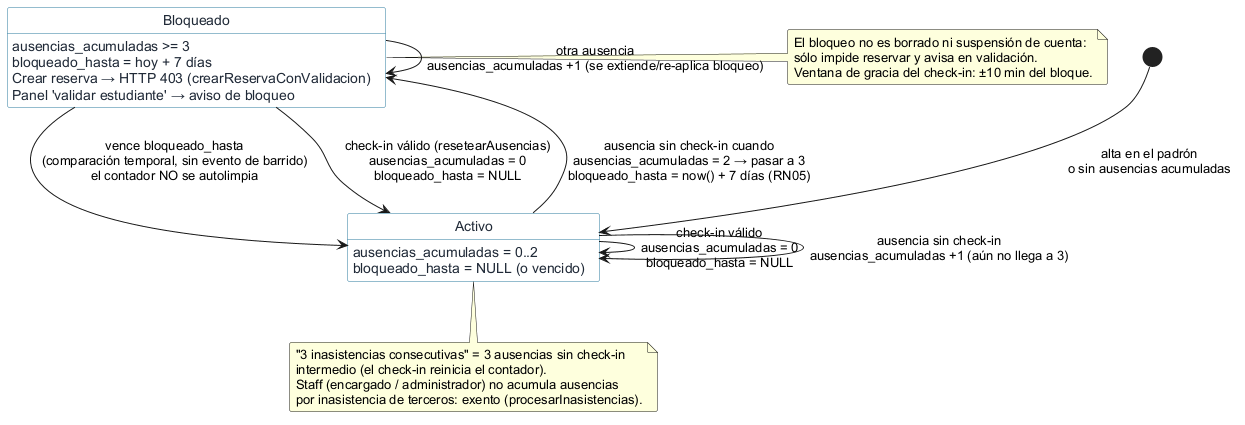 Bloqueado
ausencias_acumuladas >= 3
bloqueado_hasta = hoy + 7 días
Crear reserva → HTTP 403 (crearReservaConValidacion)
Panel 'validar estudiante' → aviso de bloqueo
otra ausencia
ausencias_acumuladas +1 (se extiende/re-aplica bloqueo)
El bloqueo no es borrado ni suspensión de cuenta:
sólo impide reservar y avisa en validación.
Ventana de gracia del check-in: ±10 min del bloque.
vence bloqueado_hasta
(comparación temporal, sin evento de barrido)
el contador NO se autolimpia
check-in válido (resetearAusencias)
ausencias_acumuladas = 0
bloqueado_hasta = NULL
ausencia sin check-in cuando
ausencias_acumuladas = 2 → pasar a 3
bloqueado_hasta = now() + 7 días (RN05)
alta en el padrón
o sin ausencias acumuladas
Activo
ausencias_acumuladas = 0..2
bloqueado_hasta = NULL (o vencido)
check-in válido
ausencias_acumuladas = 0
bloqueado_hasta = NULL
ausencia sin check-in
ausencias_acumuladas +1 (aún no llega a 3)
"3 inasistencias consecutivas" = 3 ausencias sin check-in
intermedio (el check-in reinicia el contador).
Staff (encargado / administrador) no acumula ausencias
por inasistencia de terceros: exento (procesarInasistencias).